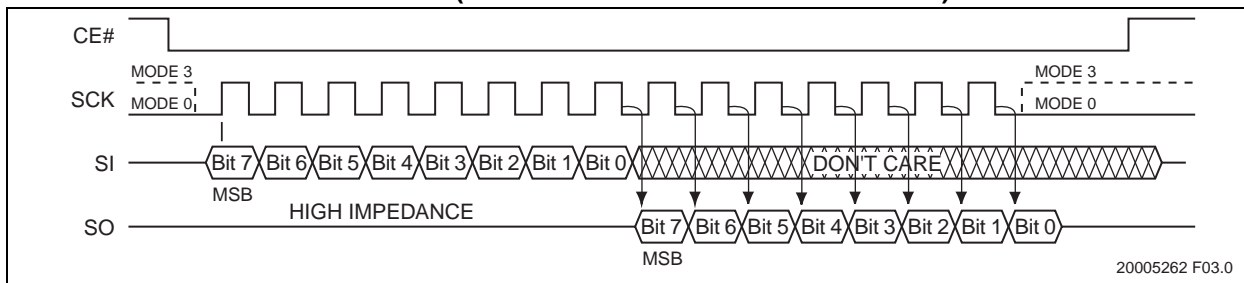 CE#
MODE 3
MODE 3
SCK
MODE 0
MODE 0
SI
Bit 7 Bit 6 Bit 5 Bit 4 Bit 3 Bit 2 Bit 1 Bit 0
DON'T CARE
MSB
HIGH IMPEDANCE
SO
Bit 7 Bit 6 Bit 5 Bit 4 Bit 3 Bit 2 Bit 1 Bit 0
MSB
20005262 F03.0